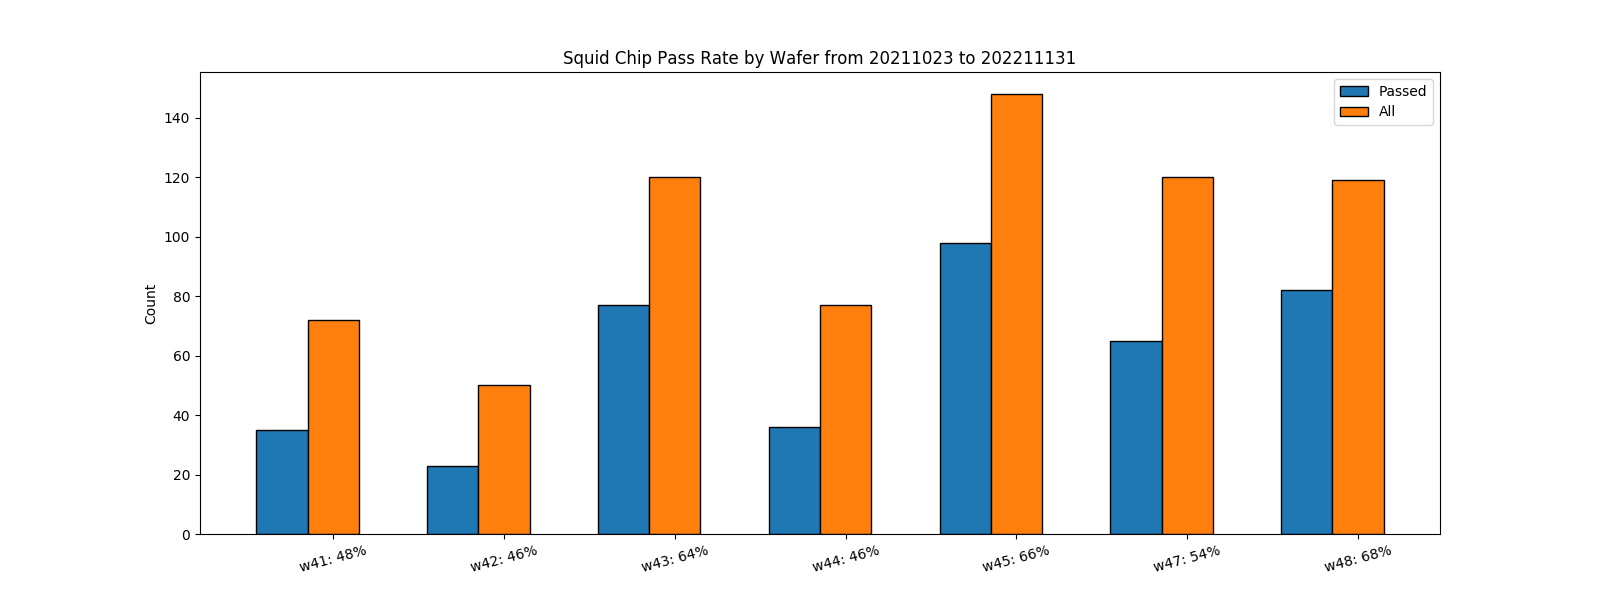 Squid Chip Pass Rate by Wafer from 20211023 to 202211131
Passed
All
Count
140
120
100
80
60
40
20
0
w41: 48%
w42: 46%
w43: 64%
w44: 46%
w45: 66%
w47: 54%
w48: 68%